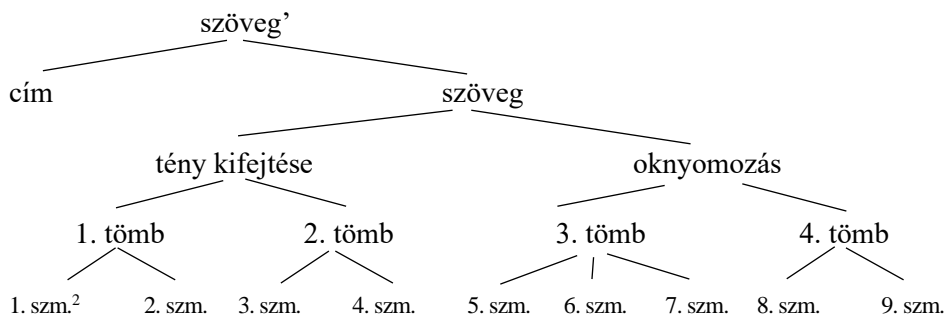 szöveg’
cím szöveg
tény kifejtése oknyomozás
1. tömb 2. tömb 3. tömb 4. tömb
1. szm.² 2. szm. 3. szm. 4. szm. 5. szm. 6. szm. 7. szm. 8. szm. 9. szm.